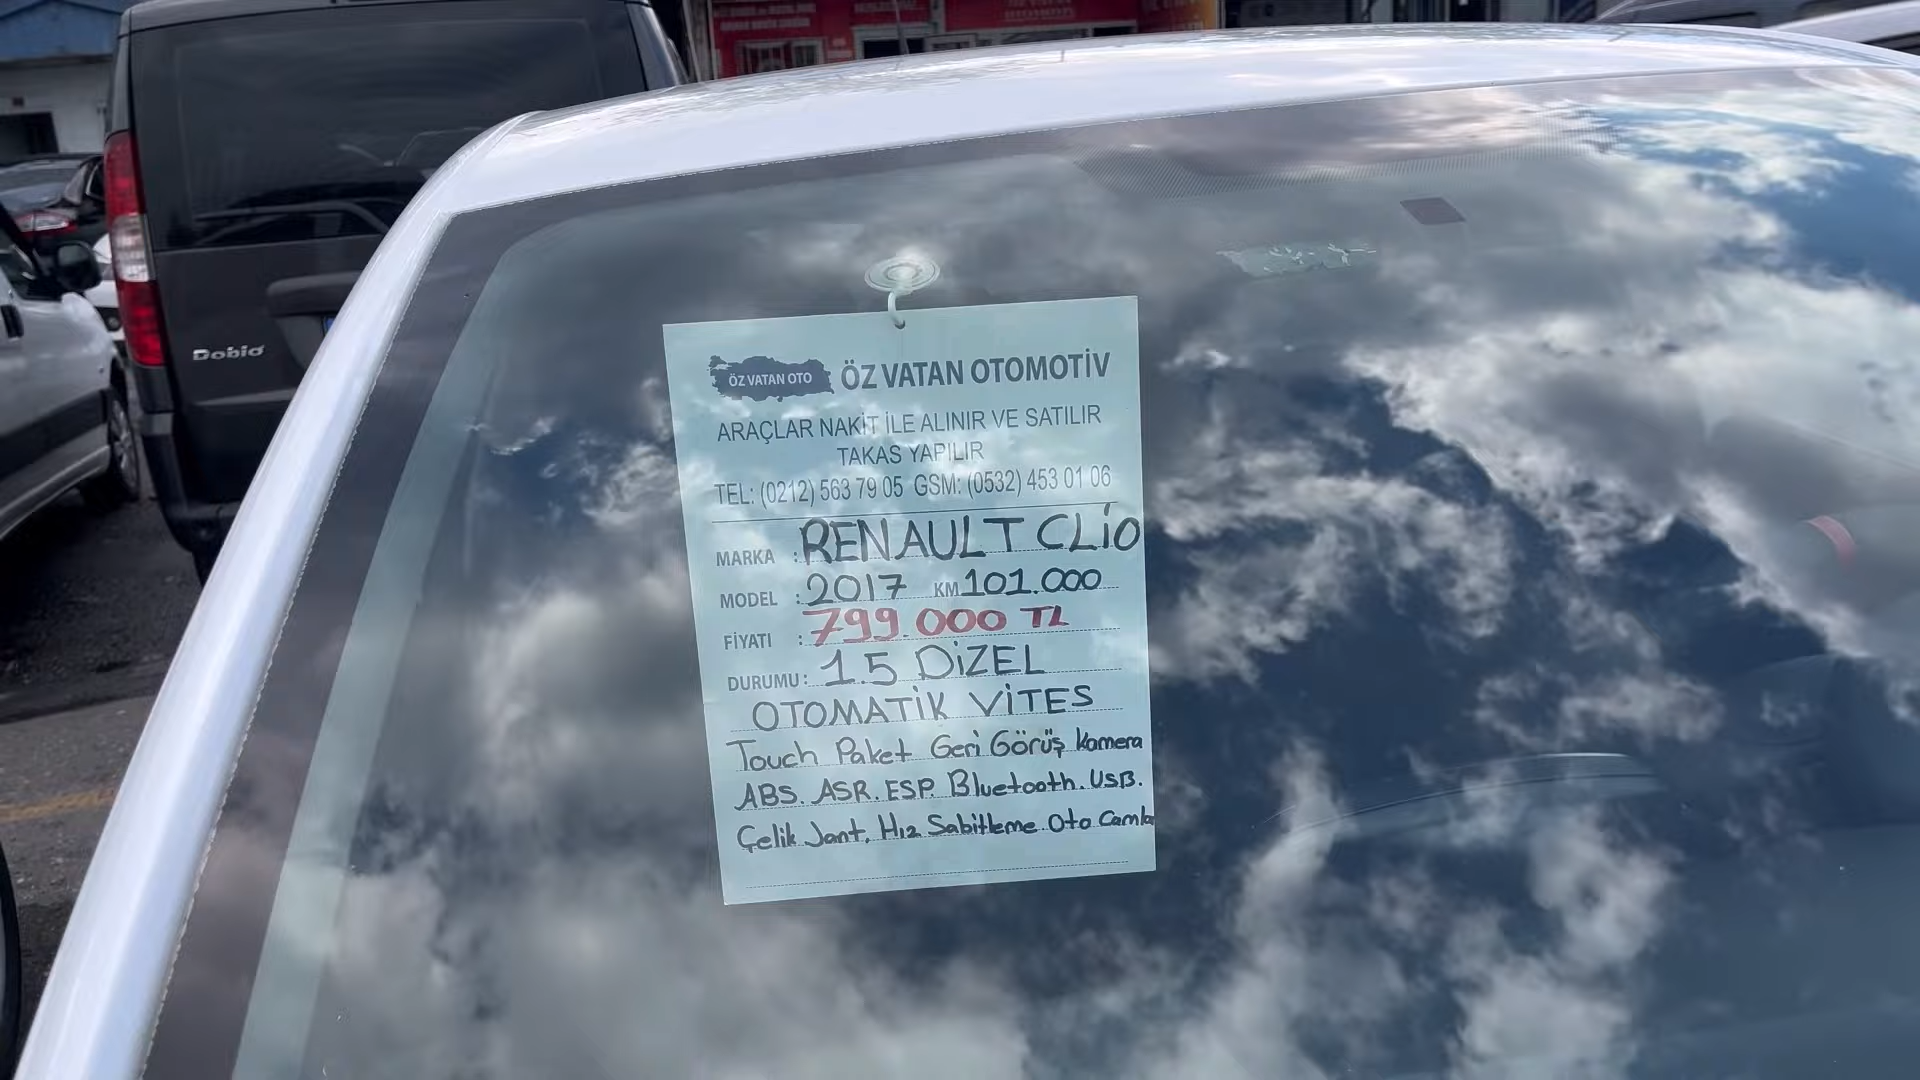 Doblo
ÖZ VATAN OTO ÖZ VATAN OTOMOTİV
ARAÇLAR NAKİT İLE ALINIR VE SATILIR
TAKAS YAPILIR
TEL: (0212) 563 79 05 GSM: (0532) 453 01 06
MARKA : RENAULT CLİO
MODEL : 2017 KM 101.000
FİYATI : 799.000 TL
DURUMU : 1.5 DİZEL
OTOMATİK VİTES
Touch Paket Geri Görüş Kamera
ABS. ASR. ESP. Bluetooth. USB.
Çelik Jant. Hız Sabitleme Oto Camla